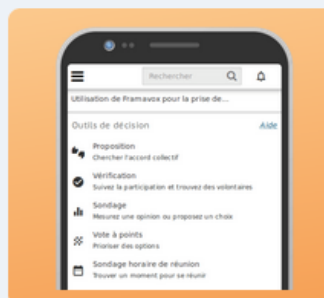 Rechercher
Utilisation de Framavox pour la prise de...
Outils de décision
Aide
Proposition
Chercher l'accord collectif
Vérification
Suivez la participation et trouvez des volontaires
Sondage
Mesurez une opinion ou proposez un choix
Vote à points
Prioriser des options
Sondage horaire de réunion
Trouver un moment pour se réunir